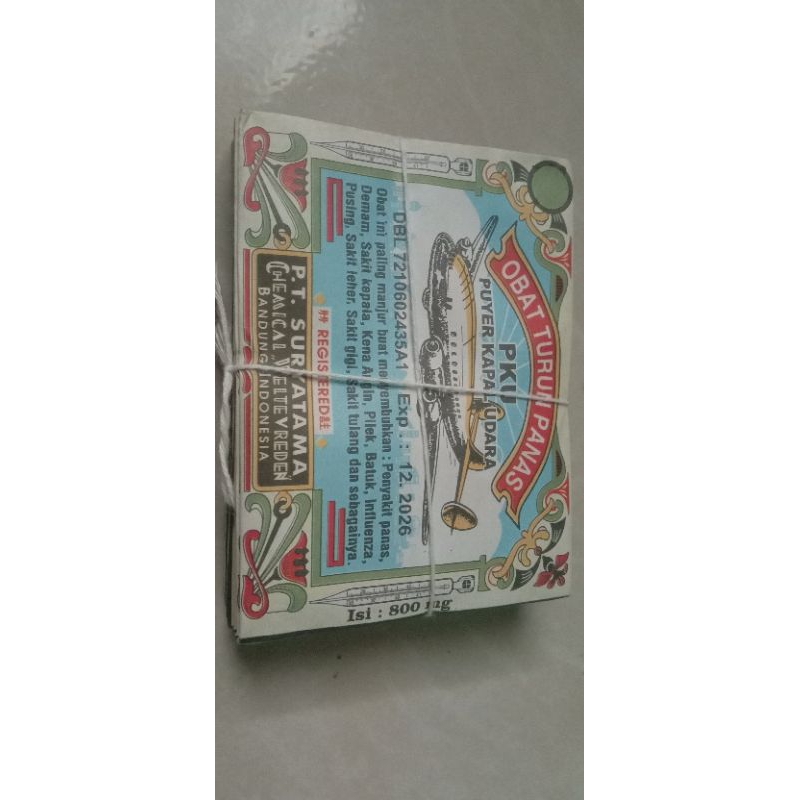 OBAT TURUN PANAS
PKU
PUYER KAPAL UDARA
DBL 7210602435A1 Exp : 12. 2026
Obat ini paling manjur buat menyembuhkan : Penyakit panas,
Demam, Sakit kepala, Kena Angin, Pilek, Batuk, Influenza,
Pusing, Sakit leher, Sakit gigi, Sakit tulang dan sebagainya.
REGISTERED
P.T. SURYATAMA
CHEMICAL WELTEVREDEN
BANDUNG INDONESIA
Isi : 800 mg